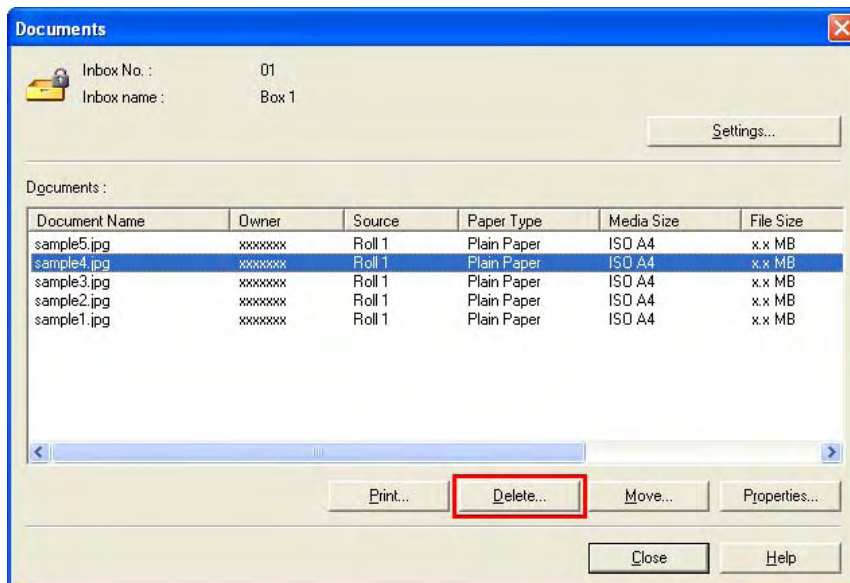 Documents
Inbox No. : 01
Inbox name : Box 1
Settings...
Documents :
Document Name Owner Source Paper Type Media Size File Size
sample5.jpg xxxxxxx Roll 1 Plain Paper ISO A4 x.x MB
sample4.jpg xxxxxxx Roll 1 Plain Paper ISO A4 x.x MB
sample3.jpg xxxxxxx Roll 1 Plain Paper ISO A4 x.x MB
sample2.jpg xxxxxxx Roll 1 Plain Paper ISO A4 x.x MB
sample1.jpg xxxxxxx Roll 1 Plain Paper ISO A4 x.x MB
Print... Delete... Move... Properties...
Close Help